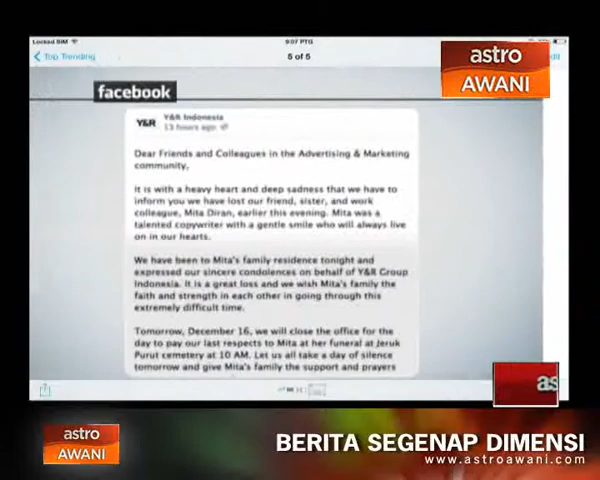 Locked SIM
9:07 PTG
Top Trending
5 of 5
astro
AWANI
facebook
Y&R
Y&R Indonesia
13 hours ago
Dear Friends and Colleagues in the Advertising & Marketing
community,
It is with a heavy heart and deep sadness that we have to
inform you we have lost our friend, sister, and work
colleague, Mita Diran, earlier this evening. Mita was a
talented copywriter with a gentle smile who will always live
on in our hearts.
We have been to Mita's family residence tonight and
expressed our sincere condolences on behalf of Y&R Group
Indonesia. It is a great loss and we wish Mita's family the
faith and strength in each other in going through this
extremely difficult time.
Tomorrow, December 16, we will close the office for the
day to pay our last respects to Mita at her funeral at Jeruk
Purut cemetery at 10 AM. Let us all take a day of silence
tomorrow and give Mita's family the support and prayers
as
astro
AWANI
BERITA SEGENAP DIMENSI
www.astroawani.com